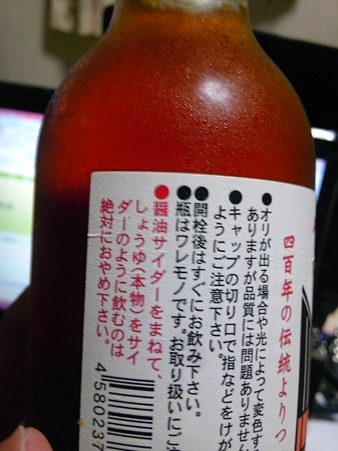 四百年の伝統よりつ
●オリが出る場合や光によって変色す
ありますが品質には問題ありません
●キャップの切り口で指などをけが
ようにご注意下さい。
●開栓後はすぐにお飲み下さい。
●瓶はワレモノです。お取り扱いにご注
●醤油サイダーをまねて、
しょうゆ(本物)をサイ
ダーのように飲むのは
絶対におやめ下さい。
4580237